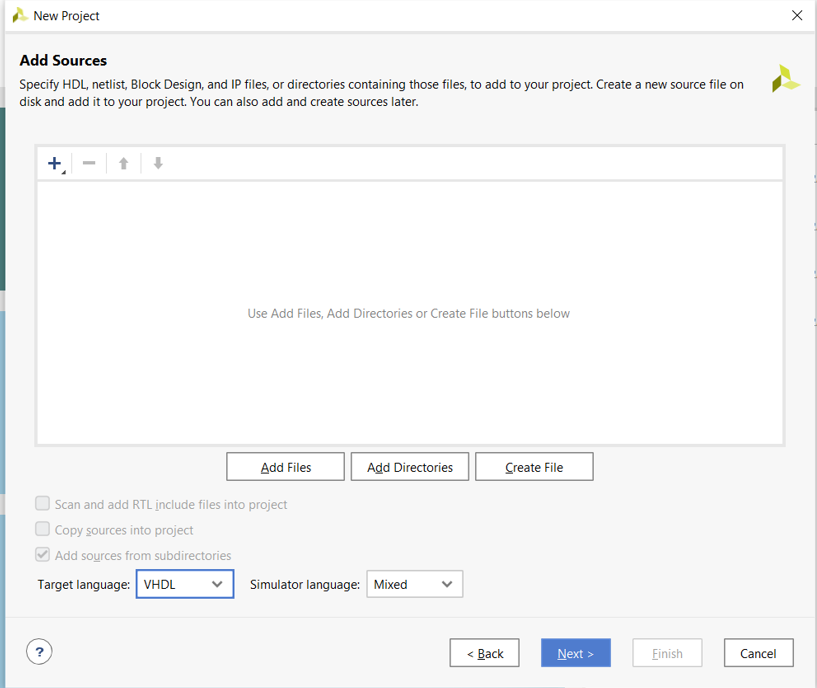 New Project
Add Sources
Specify HDL, netlist, Block Design, and IP files, or directories containing those files, to add to your project. Create a new source file on
disk and add it to your project. You can also add and create sources later.
Use Add Files, Add Directories or Create File buttons below
Add Files
Add Directories
Create File
Scan and add RTL include files into project
Copy sources into project
Add sources from subdirectories
Target language: VHDL Simulator language: Mixed
? < Back Next > Finish Cancel